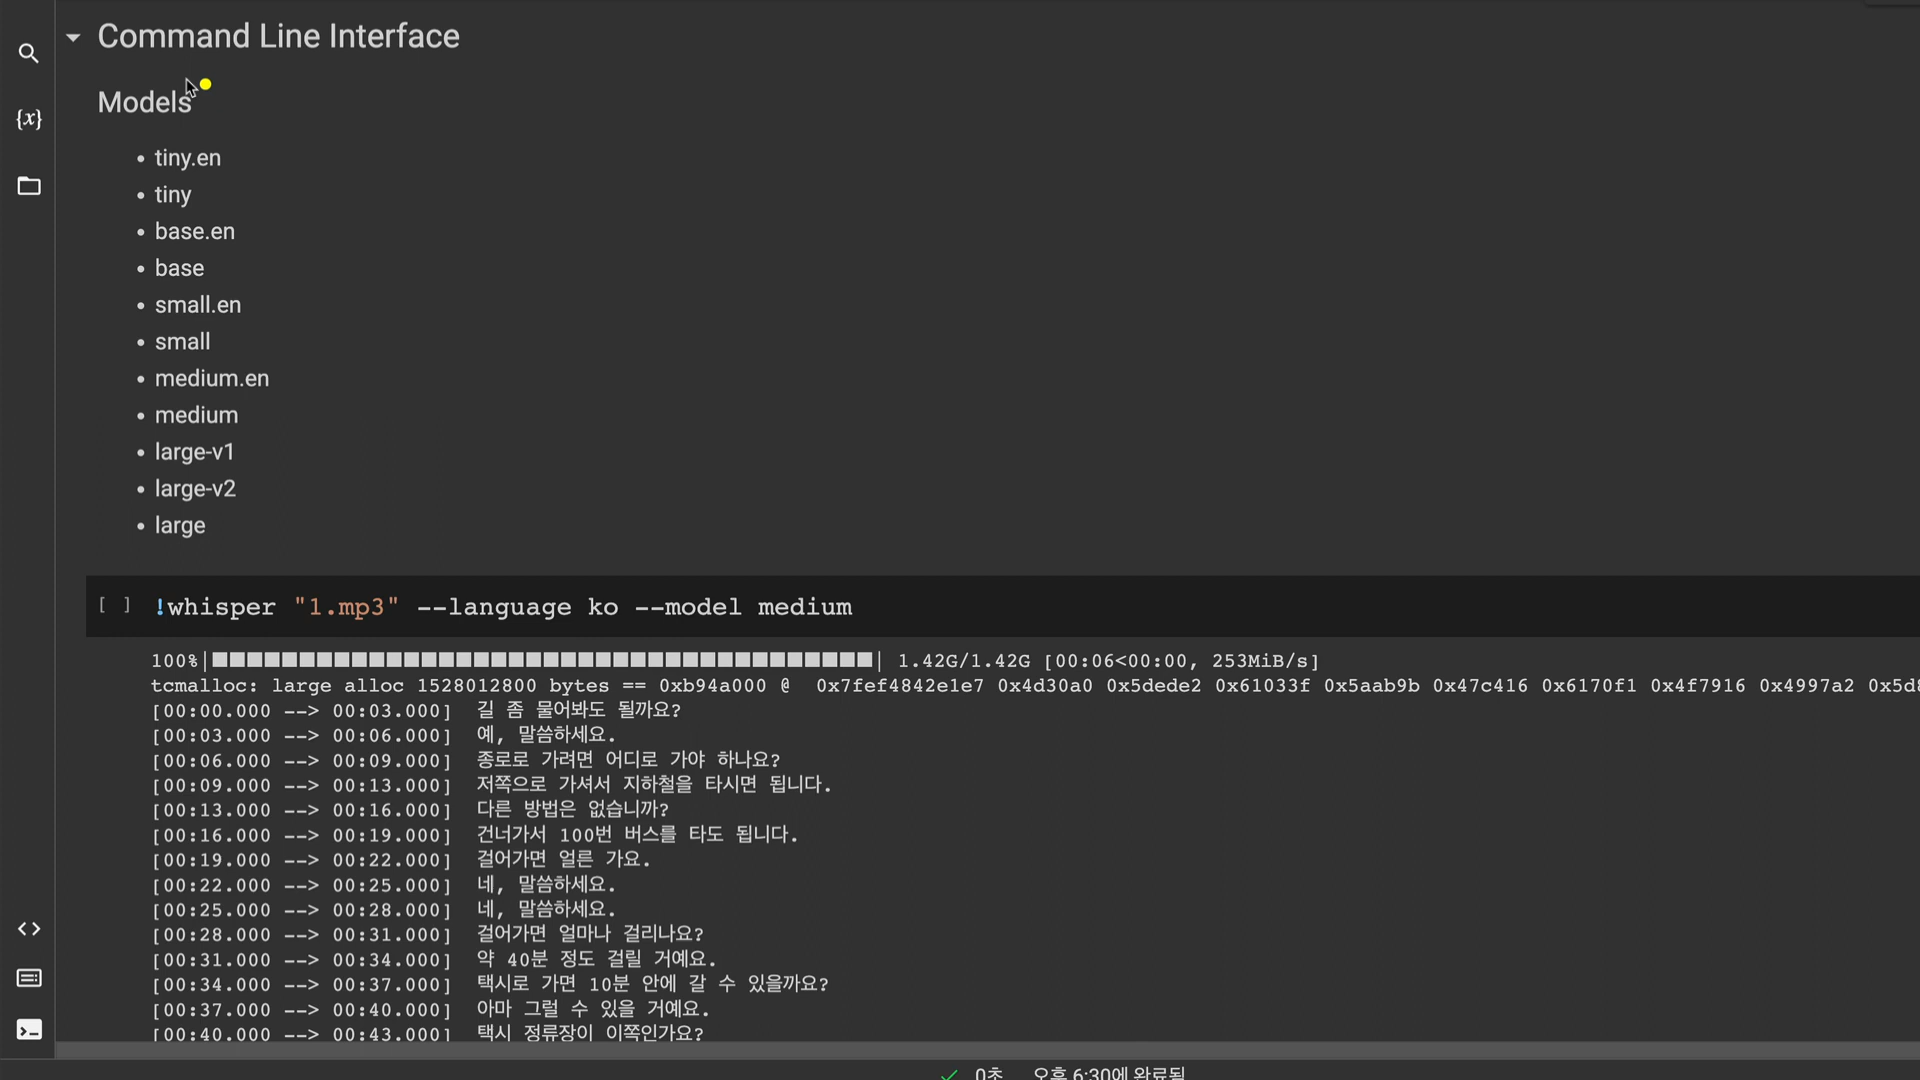 Command Line Interface
Models
tiny.en
tiny
base.en
base
small.en
small
medium.en
medium
large-v1
large-v2
large
[ ] !whisper "1.mp3" --language ko --model medium
100%| | 1.42G/1.42G [00:06<00:00, 253MiB/s]
tcmalloc: large alloc 1528012800 bytes == 0xb94a000 @ 0x7fef4842e1e7 0x4d30a0 0x5dede2 0x61033f 0x5aab9b 0x47c416 0x6170f1 0x4f7916 0x4997a2
[00:00.000 --> 00:03.000] 길 좀 물어봐도 될까요?
[00:03.000 --> 00:06.000] 예, 말씀하세요.
[00:06.000 --> 00:09.000] 종로로 가려면 어디로 가야 하나요?
[00:09.000 --> 00:13.000] 저쪽으로 가셔서 지하철을 타시면 됩니다.
[00:13.000 --> 00:16.000] 다른 방법은 없습니까?
[00:16.000 --> 00:19.000] 건너가서 100번 버스를 타도 됩니다.
[00:19.000 --> 00:22.000] 걸어가면 얼른 가요.
[00:22.000 --> 00:25.000] 네, 말씀하세요.
[00:25.000 --> 00:28.000] 네, 말씀하세요.
[00:28.000 --> 00:31.000] 걸어가면 얼마나 걸리나요?
[00:31.000 --> 00:34.000] 약 40분 정도 걸릴 거예요.
[00:34.000 --> 00:37.000] 택시로 가면 10분 안에 갈 수 있을까요?
[00:37.000 --> 00:40.000] 아마 그럴 수 있을 거예요.
[00:40.000 --> 00:43.000] 택시 정류장이 이쪽인가요?
0초 오후 6:30에 완료됨